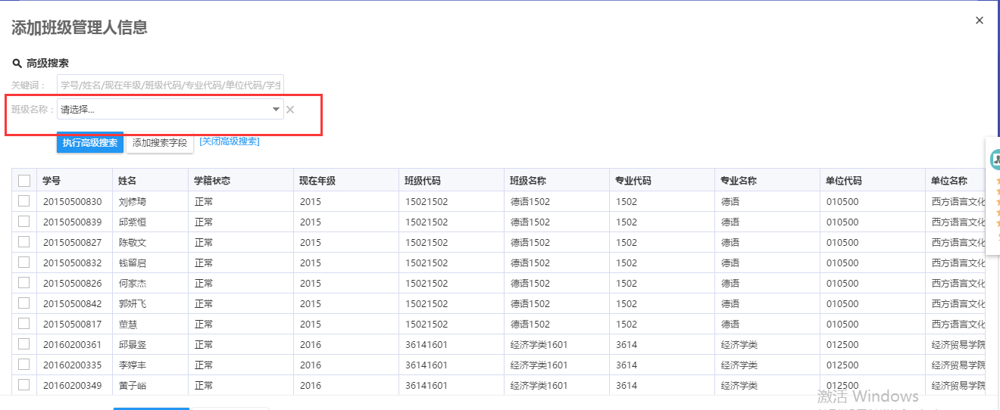 添加班级管理人信息
×
高级搜索
关键词： 学号/姓名/现在年级/班级代码/专业代码/单位代码/学生
班级名称： 请选择... ×
执行高级搜索 添加搜索字段 [关闭高级搜索]
学号 姓名 学籍状态 现在年级 班级代码 班级名称 专业代码 专业名称 单位代码 单位名称
20150500830 刘修琦 正常 2015 15021502 德语1502 1502 德语 010500 西方语言文化
20150500839 邱紫恒 正常 2015 15021502 德语1502 1502 德语 010500 西方语言文化
20150500827 陈敬文 正常 2015 15021502 德语1502 1502 德语 010500 西方语言文化
20150500832 钱留启 正常 2015 15021502 德语1502 1502 德语 010500 西方语言文化
20150500826 何家杰 正常 2015 15021502 德语1502 1502 德语 010500 西方语言文化
20150500842 郭妍飞 正常 2015 15021502 德语1502 1502 德语 010500 西方语言文化
20150500817 董慧 正常 2015 15021502 德语1502 1502 德语 010500 西方语言文化
20160200361 邱景竖 正常 2016 36141601 经济学类1601 3614 经济学类 012500 经济贸易学院
20160200335 李婷丰 正常 2016 36141601 经济学类1601 3614 经济学类 012500 经济贸易学院
20160200349 黄子峪 正常 2016 36141601 经济学类1601 3614 经济学类 012500 经济贸易学院
激活 Windows